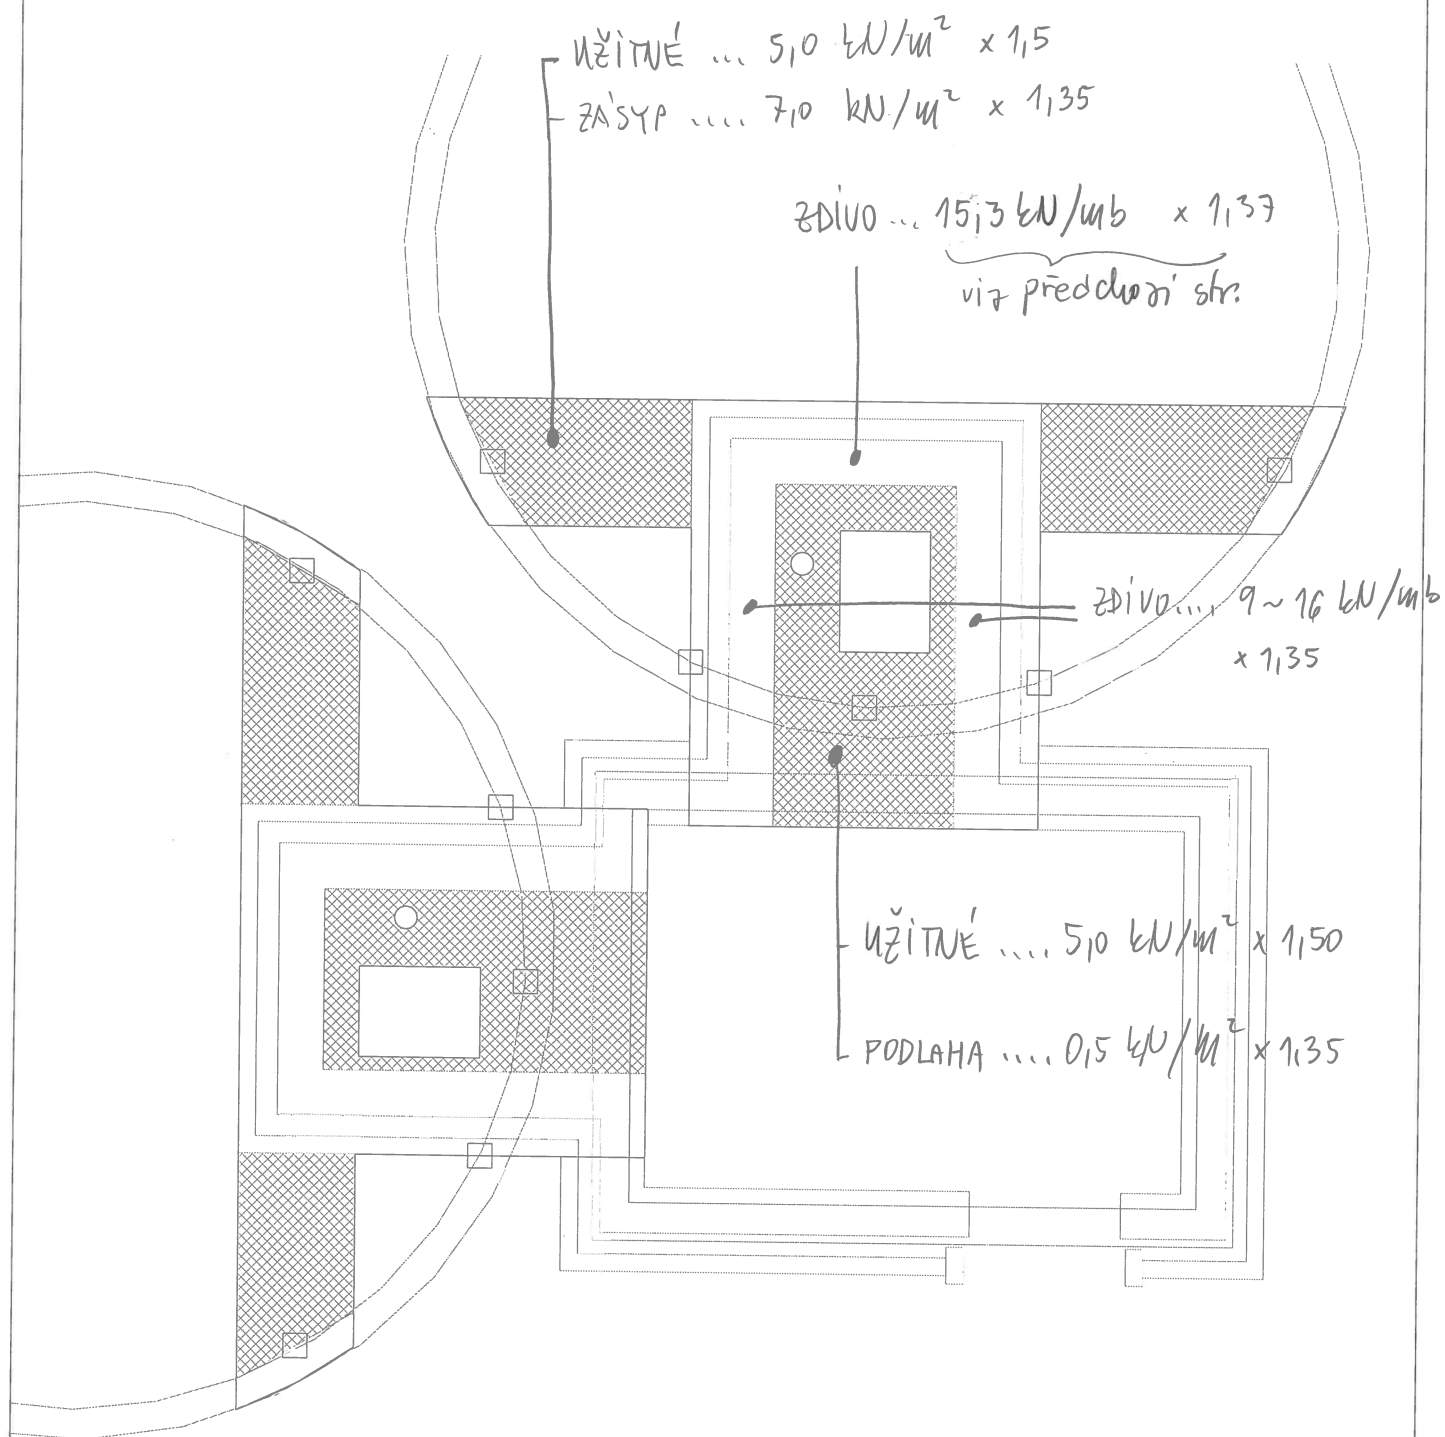 UŽITNÉ ... 5,0 kN/m² x 1,5
ZÁSYP .... 7,0 kN/m² x 1,35
ZDIVO ... 15,3 kN/mb x 1,37
viz předchozí str.
ZDIVO.... 9~16 kN/mb
x 1,35
UŽITNÉ .... 5,0 kN/m² x 1,50
PODLAHA .... 0,5 kN/m² x 1,35